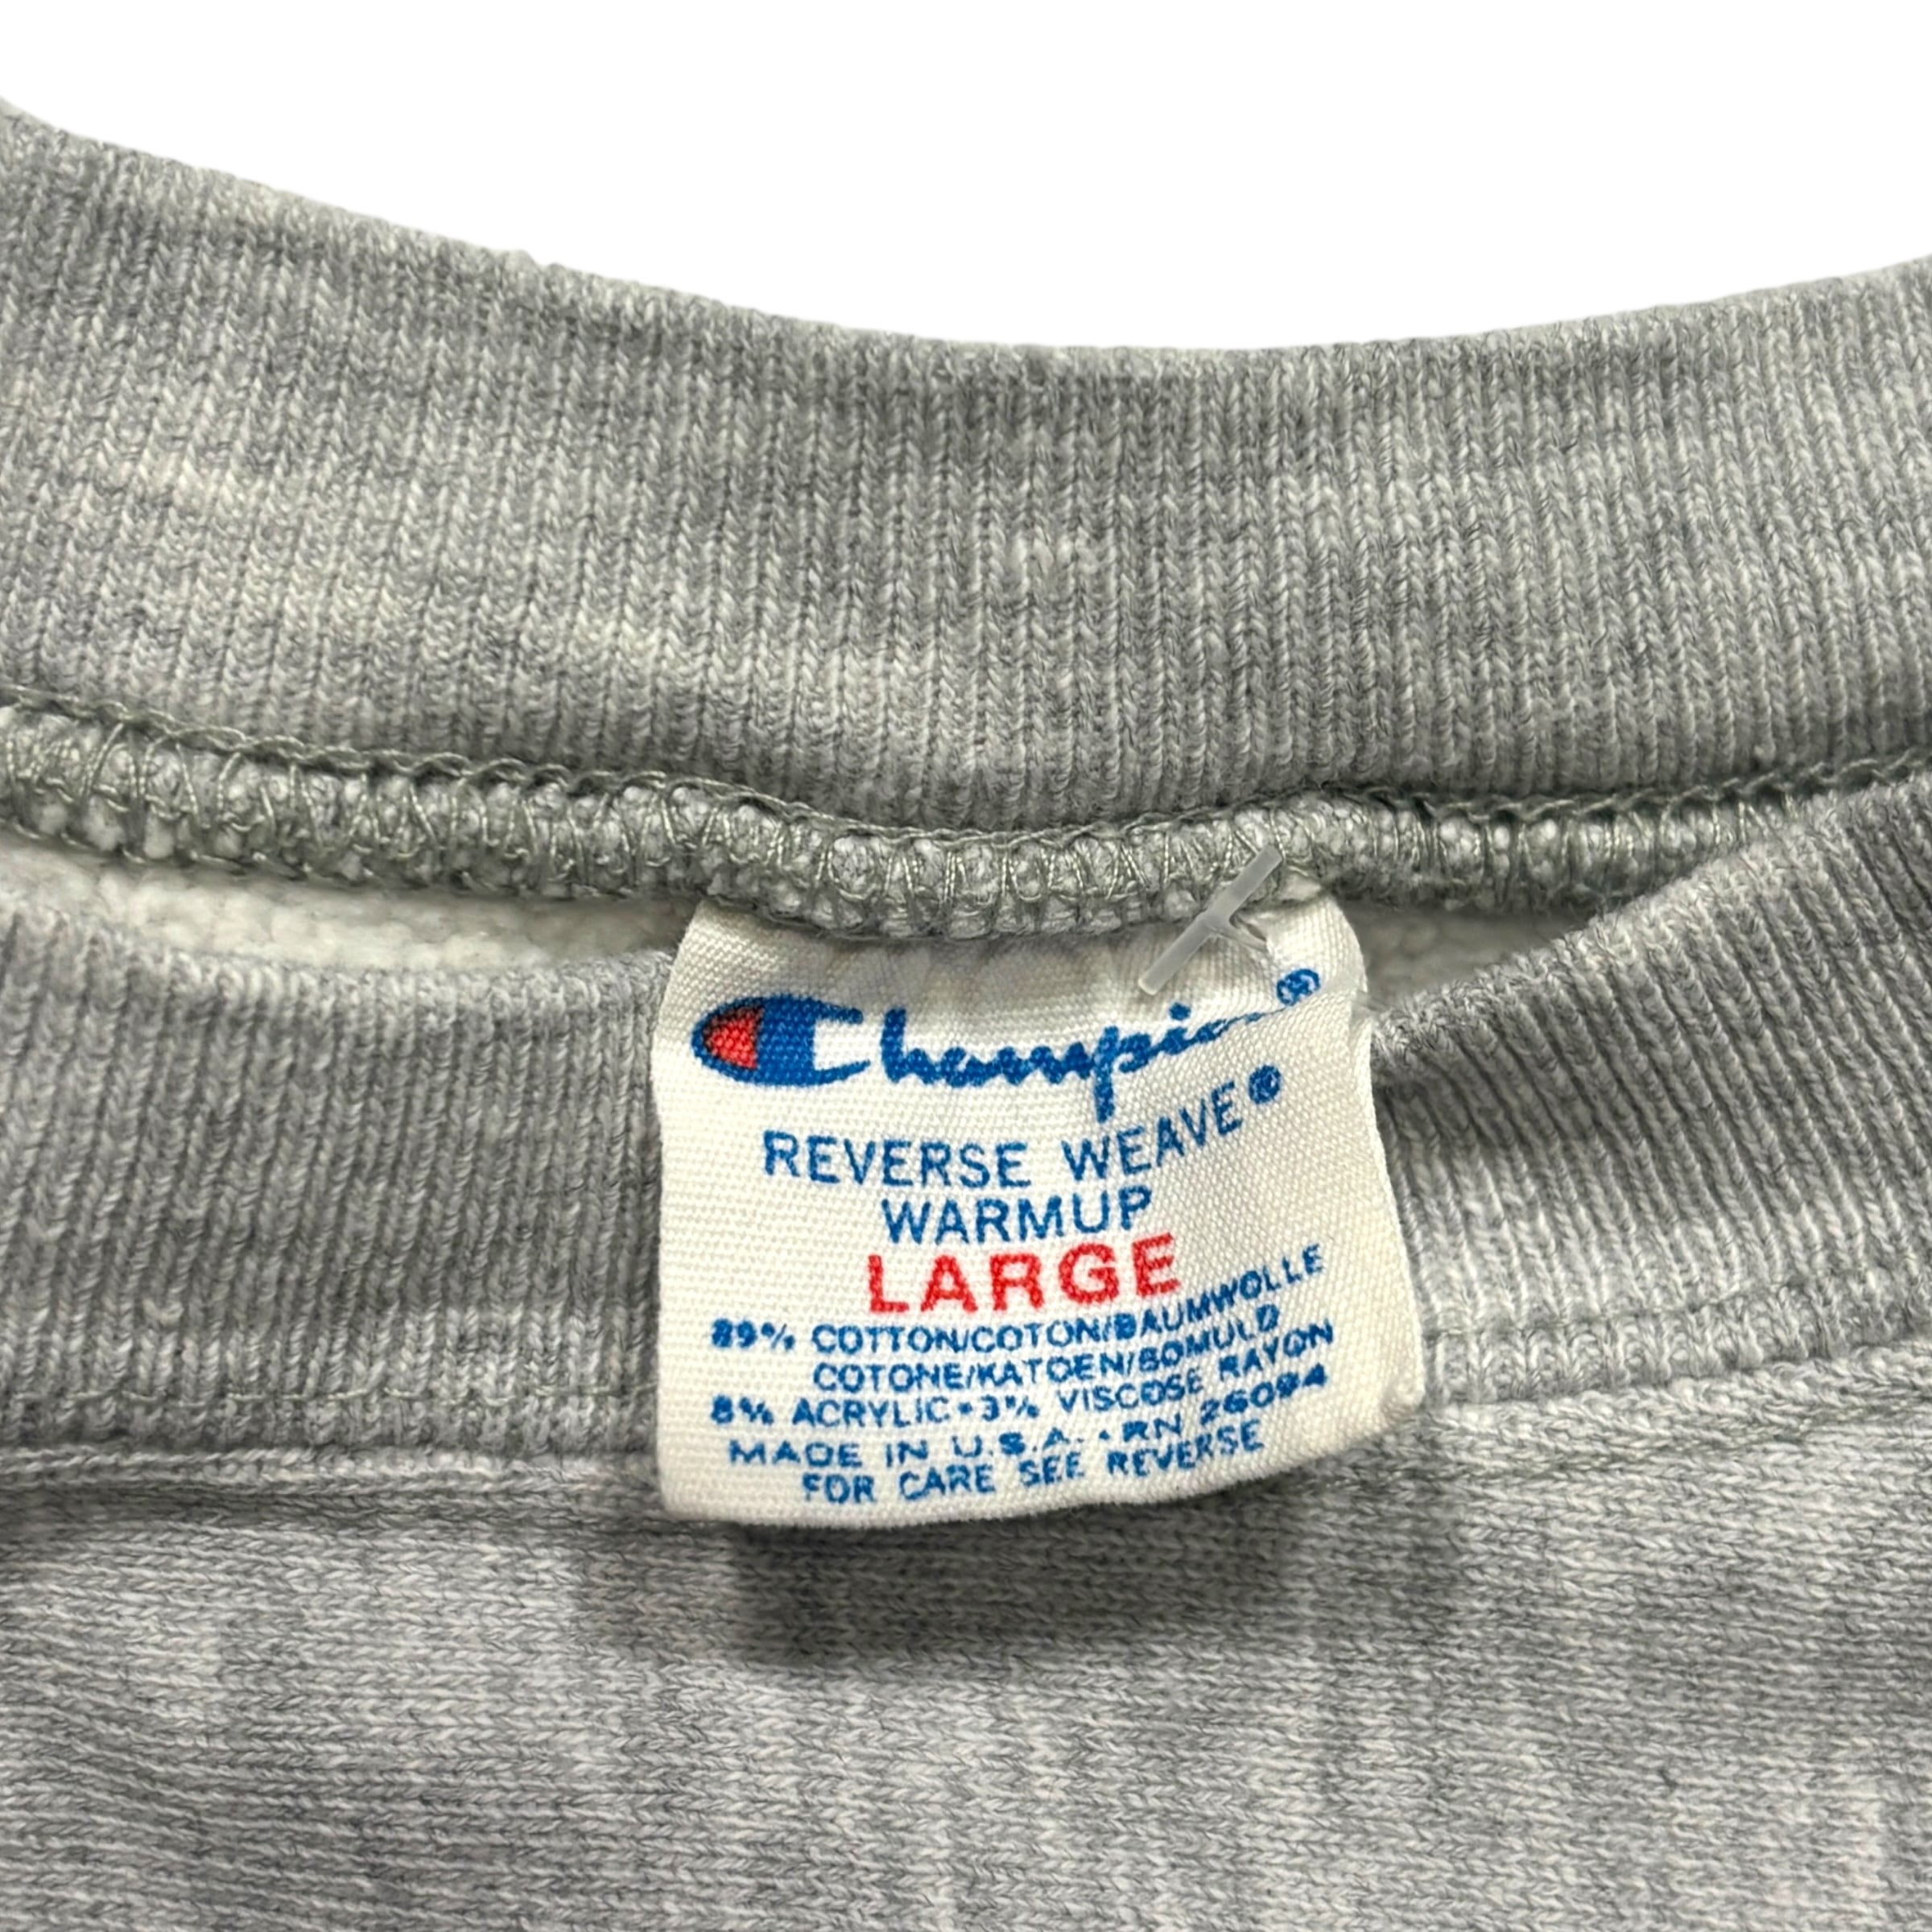 Champion®
REVERSE WEAVE®
WARMUP
LARGE
89% COTTON/COTON/BAUMWOLLE
COTONE/KATOEN/BOMULD
8% ACRYLIC • 3% VISCOSE RAYON
MADE IN U.S.A. • RN 26094
FOR CARE SEE REVERSE